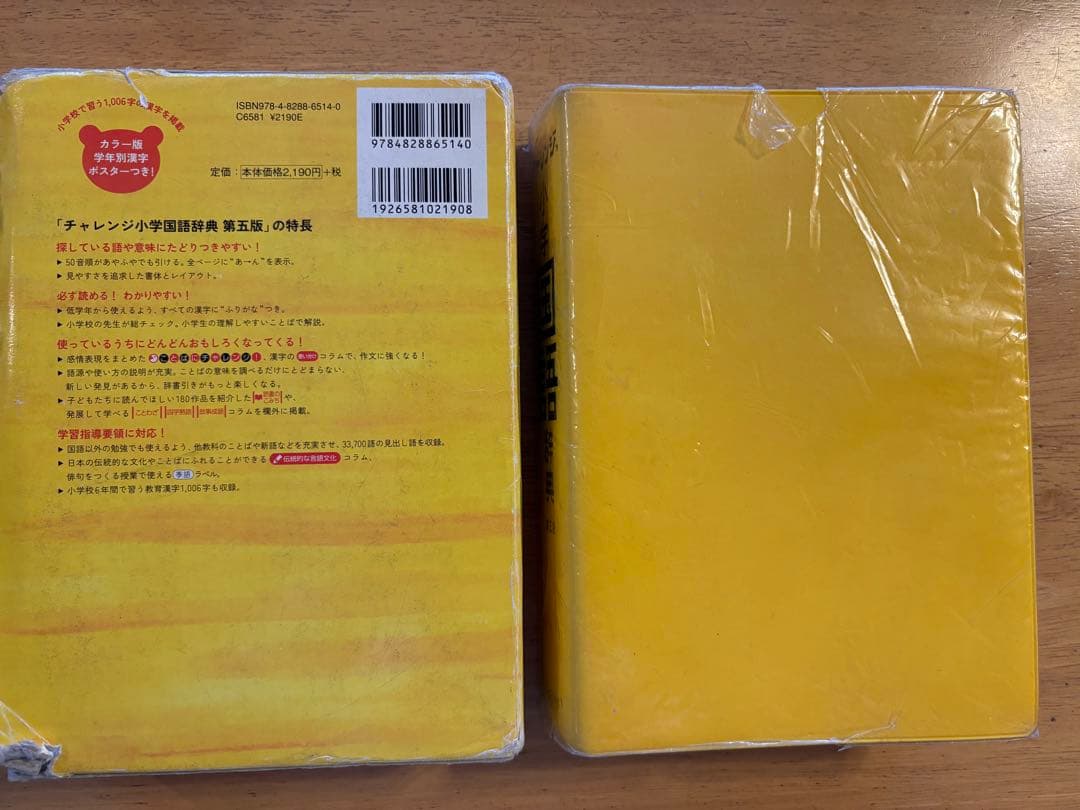 小学校で習う1,006字の漢字を掲載
カラー版
学年別漢字
ポスターつき!
ISBN978-4-8288-6514-0
C6581 ¥2190E
定価:本体価格2,190円+税
9784828865140
1926581021908
「チャレンジ小学国語辞典 第五版」の特長
探している語や意味にたどりつきやすい!
▶ 50音順があやふやでも引ける。全ページに“あ→ん”を表示。
▶ 見やすさを追求した書体とレイアウト。
必ず読める! わかりやすい!
▶ 低学年から使えるよう、すべての漢字に“ふりがな”つき。
▶ 小学校の先生が総チェック。小学生の理解しやすいことばで解説。
使っているうちにどんどんおもしろくなってくる!
▶ 感情表現をまとめた ことばにチャレンジ!、漢字の 使い分け コラムで、作文に強くなる!
▶ 語源や使い方の説明が充実。ことばの意味を調べるだけにとどまらない、
新しい発見があるから、辞書引きがもっと楽しくなる。
▶ 子どもたちに読んでほしい180作品を紹介した 読書のこみち や、
発展して学べる ことわざ 四字熟語 故事成語 コラムを欄外に掲載。
学習指導要領に対応!
▶ 国語以外の勉強でも使えるよう、他教科のことばや新語などを充実させ、33,700語の見出し語を収録。
▶ 日本の伝統的な文化やことばにふれることができる 伝統的な言語文化 コラム、
俳句をつくる授業で使える 季語 ラベル。
▶ 小学校6年間で習う教育漢字1,006字も収録。
国語辞典